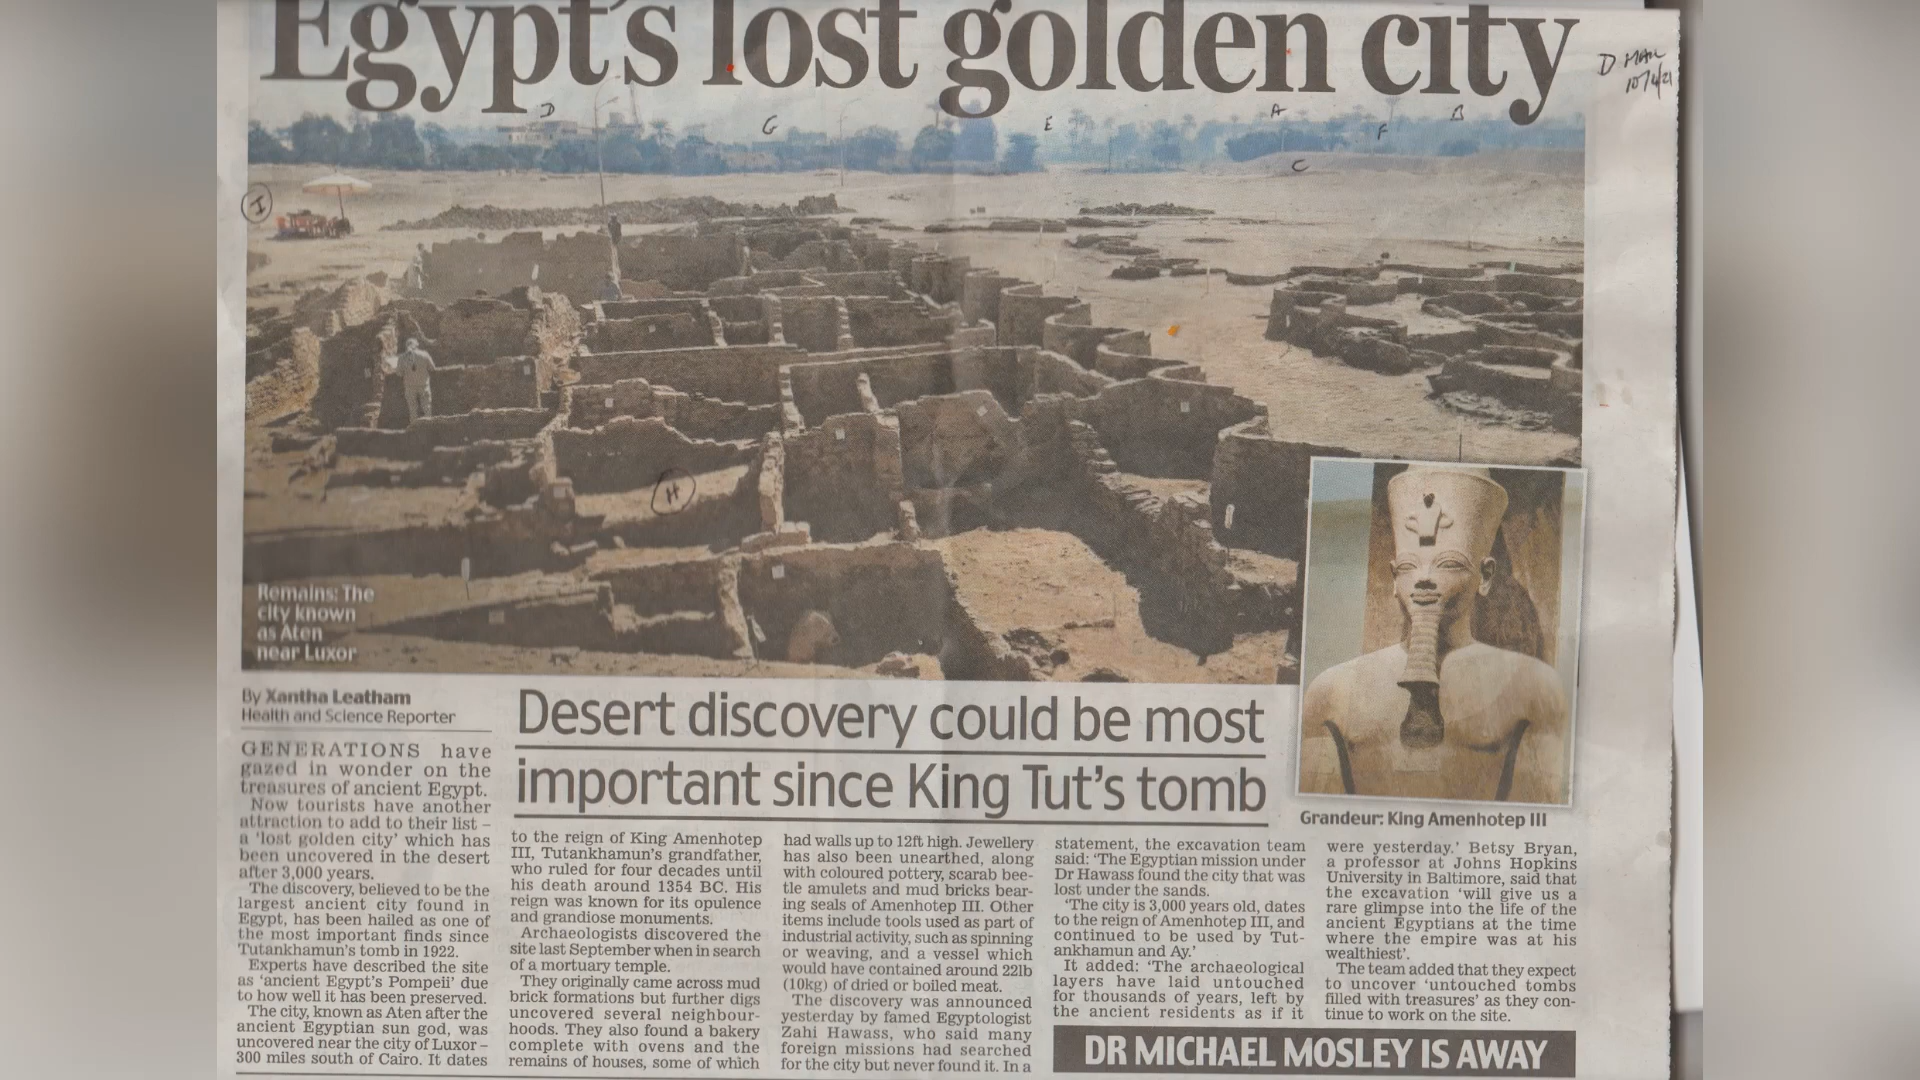 Egypt's lost golden city
D MAIL
10/4/21
D
G
E
A
F
B
C
I
H
Remains: The
city known
as Aten
near Luxor
By Xantha Leatham
Health and Science Reporter
GENERATIONS have
gazed in wonder on the
treasures of ancient Egypt.
Now tourists have another
attraction to add to their list –
a 'lost golden city' which has
been uncovered in the desert
after 3,000 years.
The discovery, believed to be the
largest ancient city found in
Egypt, has been hailed as one of
the most important finds since
Tutankhamun's tomb in 1922.
Experts have described the site
as 'ancient Egypt's Pompeii' due
to how well it has been preserved.
The city, known as Aten after the
ancient Egyptian sun god, was
uncovered near the city of Luxor –
300 miles south of Cairo. It dates
Desert discovery could be most
important since King Tut's tomb
to the reign of King Amenhotep
III, Tutankhamun's grandfather,
who ruled for four decades until
his death around 1354 BC. His
reign was known for its opulence
and grandiose monuments.
Archaeologists discovered the
site last September when in search
of a mortuary temple.
They originally came across mud
brick formations but further digs
uncovered several neighbour-
hoods. They also found a bakery
complete with ovens and the
remains of houses, some of which
had walls up to 12ft high. Jewellery
has also been unearthed, along
with coloured pottery, scarab bee-
tle amulets and mud bricks bear-
ing seals of Amenhotep III. Other
items include tools used as part of
industrial activity, such as spinning
or weaving, and a vessel which
would have contained around 22lb
(10kg) of dried or boiled meat.
The discovery was announced
yesterday by famed Egyptologist
Zahi Hawass, who said many
foreign missions had searched
for the city but never found it. In a
statement, the excavation team
said: 'The Egyptian mission under
Dr Hawass found the city that was
lost under the sands.
'The city is 3,000 years old, dates
to the reign of Amenhotep III, and
continued to be used by Tut-
ankhamun and Ay.'
It added: 'The archaeological
layers have laid untouched
for thousands of years, left by
the ancient residents as if it
Grandeur: King Amenhotep III
were yesterday.' Betsy Bryan,
a professor at Johns Hopkins
University in Baltimore, said that
the excavation 'will give us a
rare glimpse into the life of the
ancient Egyptians at the time
where the empire was at his
wealthiest'.
The team added that they expect
to uncover 'untouched tombs
filled with treasures' as they con-
tinue to work on the site.
DR MICHAEL MOSLEY IS AWAY